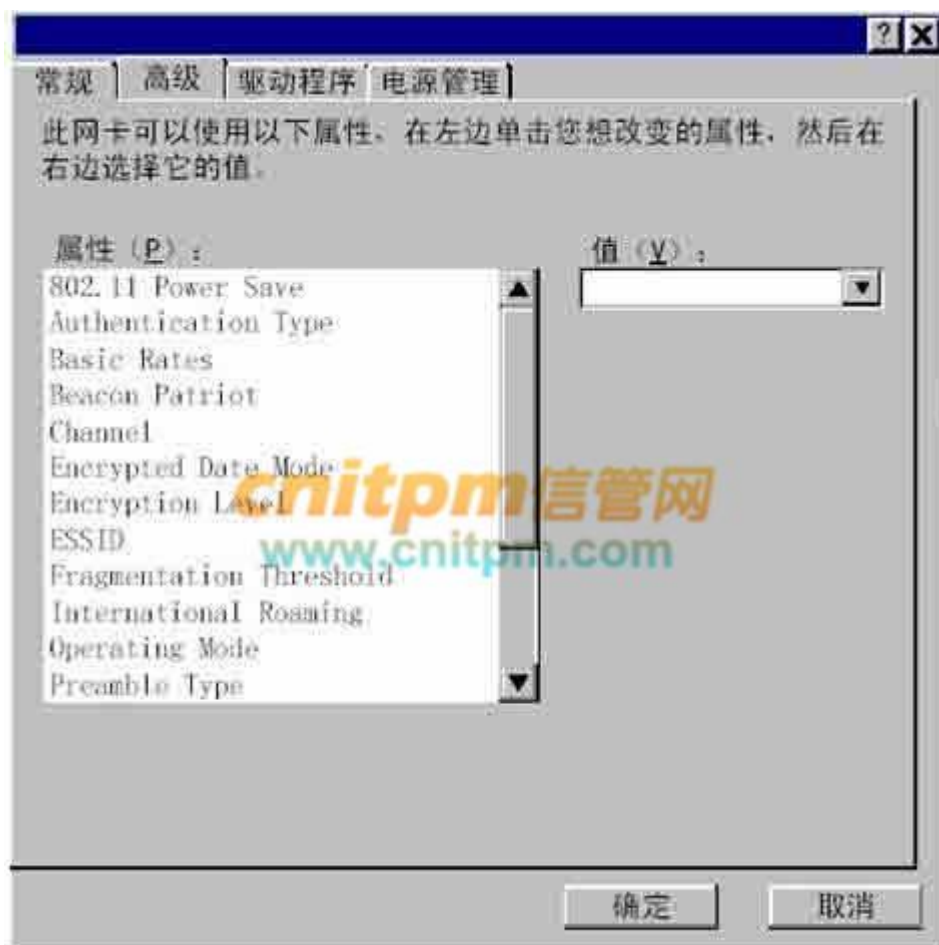 ? X
常规 高级 驱动程序 电源管理
此网卡可以使用以下属性。在左边单击您想改变的属性，然后在
右边选择它的值。
属性（P）： 值（V）：
802.11 Power Save
Authentication Type
Basic Rates
Beacon Patriot
Channel
Encrypted Date Mode
Encryption Level
ESSID
Fragmentation Threshold
International Roaming
Operating Mode
Preamble Type
cnitpm信管网
www.cnitpm.com
确定 取消